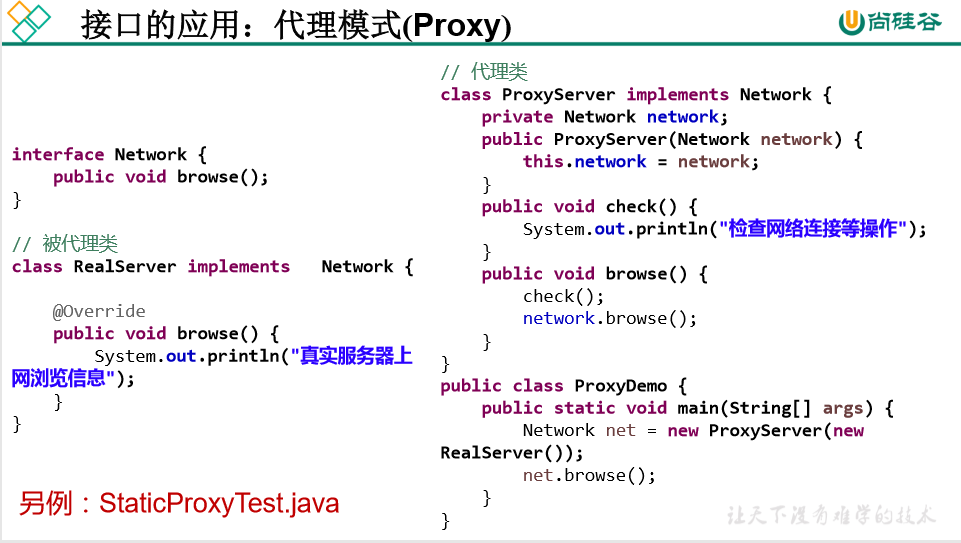 接口的应用：代理模式(Proxy)
尚硅谷
interface Network {
public void browse();
}
// 被代理类
class RealServer implements Network {
@Override
public void browse() {
System.out.println("真实服务器上
网浏览信息");
}
}
另例：StaticProxyTest.java
// 代理类
class ProxyServer implements Network {
private Network network;
public ProxyServer(Network network) {
this.network = network;
}
public void check() {
System.out.println("检查网络连接等操作");
}
public void browse() {
check();
network.browse();
}
}
public class ProxyDemo {
public static void main(String[] args) {
Network net = new ProxyServer(new
RealServer());
net.browse();
}
}
让天下没有难学的技术